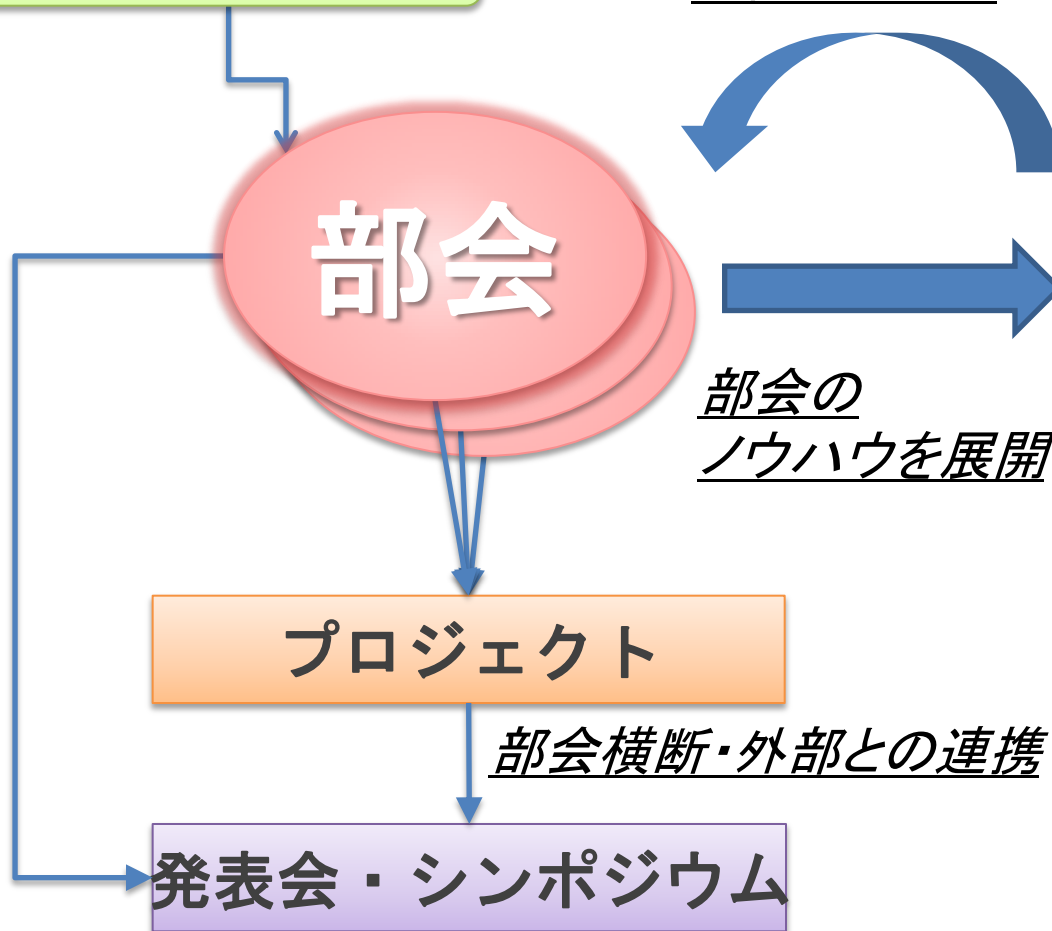 部会
部会の
ノウハウを展開
プロジェクト
部会横断・外部との連携
発表会・シンポジウム